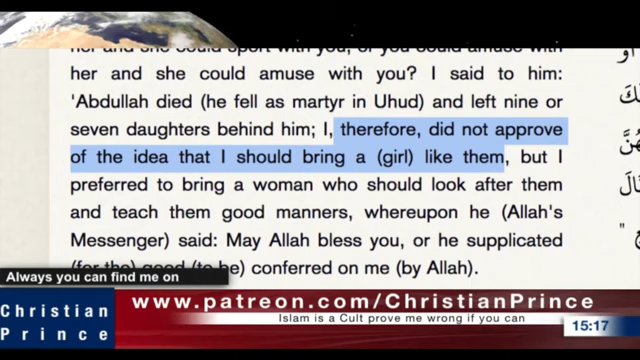 her and she could sport with you, or you could amuse with
her and she could amuse with you? I said to him:
'Abdullah died (he fell as martyr in Uhud) and left nine or
seven daughters behind him; I, therefore, did not approve
of the idea that I should bring a (girl) like them, but I
preferred to bring a woman who should look after them
and teach them good manners, whereupon he (Allah's
Messenger) said: May Allah bless you, or he supplicated
(for the) good (to be) conferred on me (by Allah).
هُنَّ
Always you can find me on
Christian
Prince
www.patreon.com/ChristianPrince
Islam is a Cult prove me wrong if you can
15:17